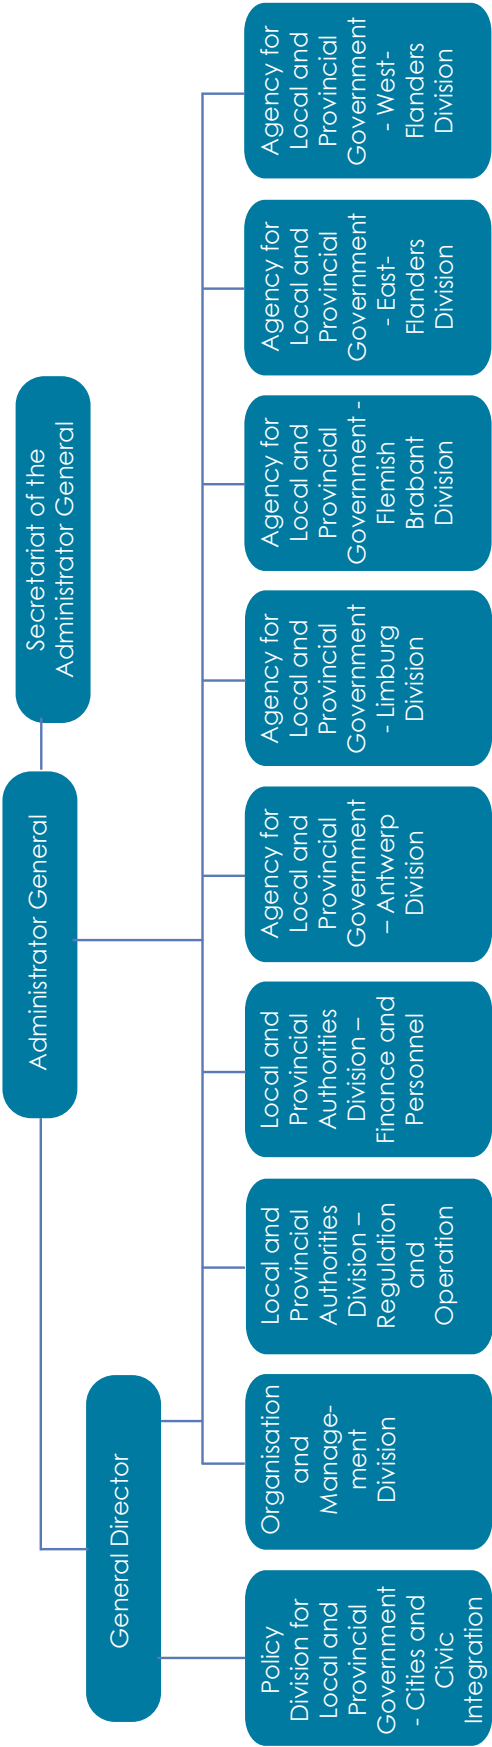 Administrator General
Secretariat of the
Administrator General
General Director
Policy
Division for
Local and
Provincial
Government
- Cities and
Civic
Integration
Organisation
and
Manage-
ment
Division
Local and
Provincial
Authorities
Division –
Regulation
and
Operation
Local and
Provincial
Authorities
Division –
Finance and
Personnel
Agency for
Local and
Provincial
Government
– Antwerp
Division
Agency for
Local and
Provincial
Government
- Limburg
Division
Agency for
Local and
Provincial
Government -
Flemish
Brabant
Division
Agency for
Local and
Provincial
Government
- East-
Flanders
Division
Agency for
Local and
Provincial
Government
- West-
Flanders
Division